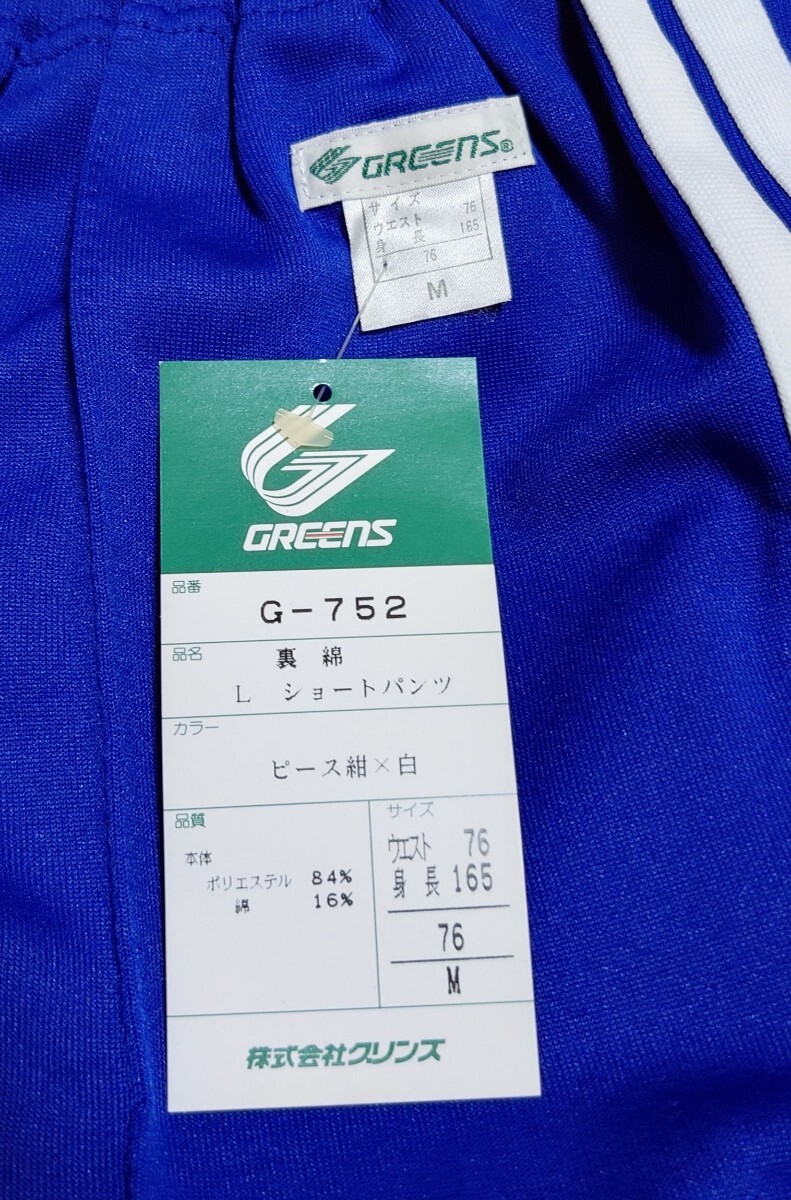 GREENS®
サイズ
ウエスト 76
身長 165
76
M
GREENS
品番
G-752
品名
裏綿
L ショートパンツ
カラー
ピース紺×白
品質
本体
ポリエステル 84%
綿 16%
サイズ
ウエスト 76
身長 165
76
M
株式会社クリンズ